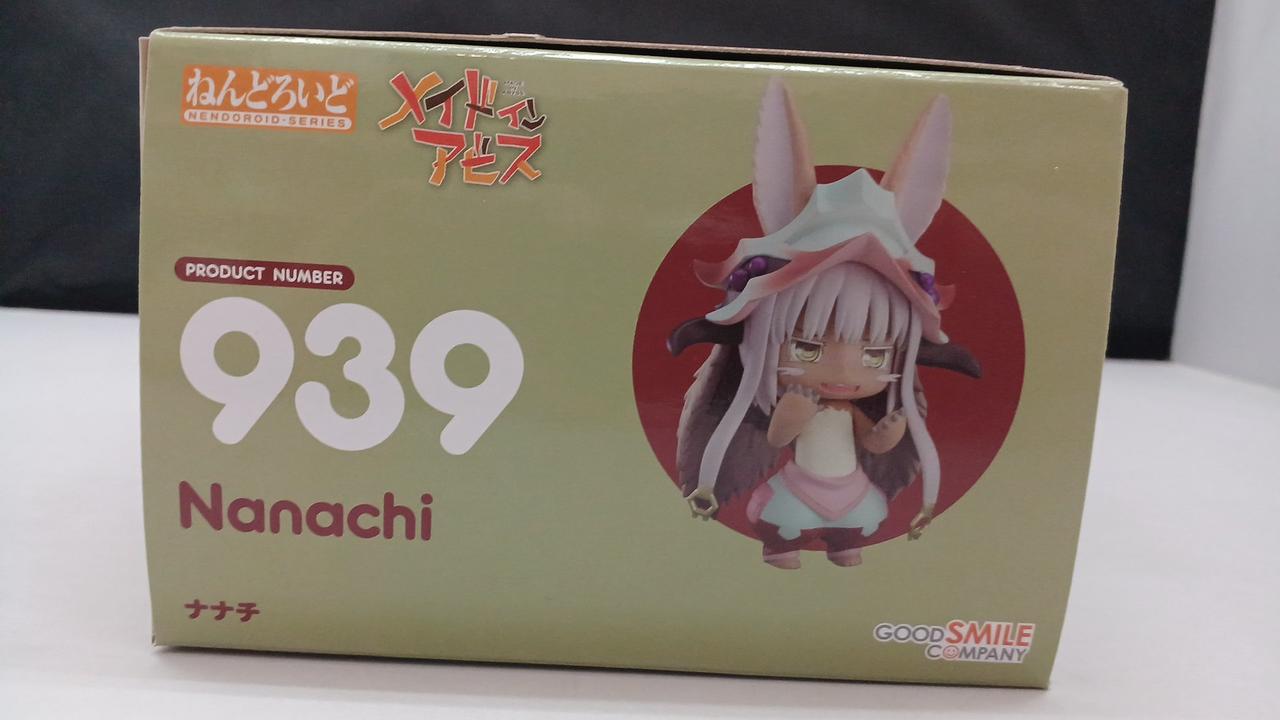 ねんどろいど
NENDOROID-SERIES
メイドイン
アビス
PRODUCT NUMBER
939
Nanachi
ナナチ
GOOD SMILE
COMPANY